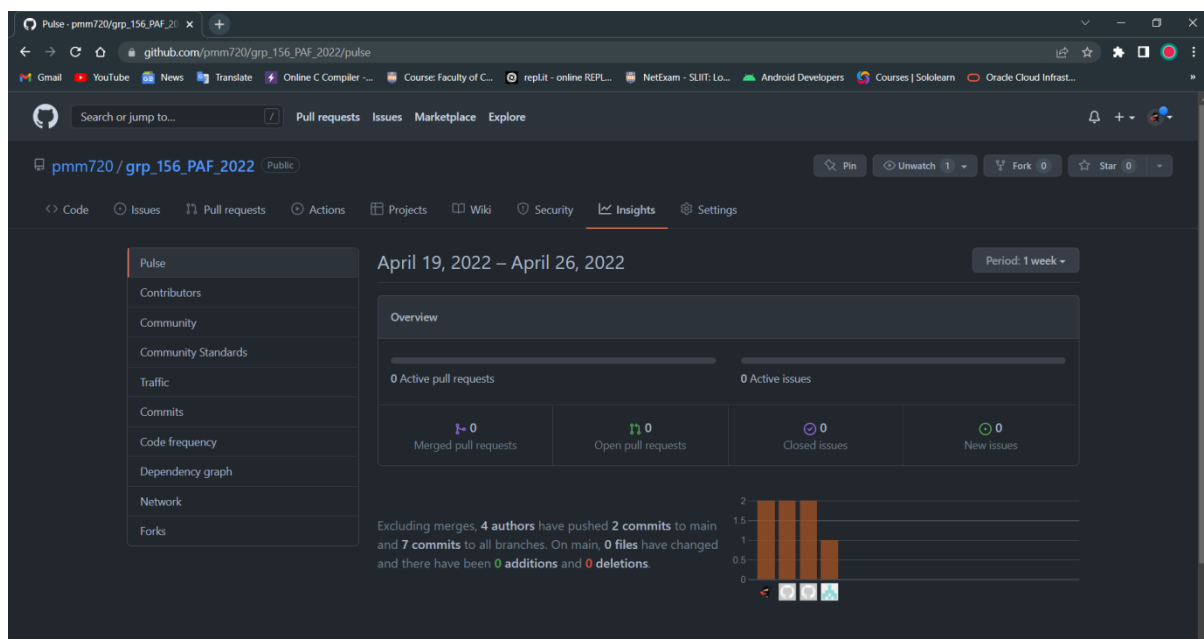 Pulse - pmm720/grp_156_PAF_20
github.com/pmm720/grp_156_PAF_2022/pulse
Gmail YouTube News Translate Online C Compiler -... Course: Faculty of C... repl.it - online REPL... NetExam - SLIIT: Lo... Android Developers Courses | Sololearn Oracle Cloud Infrast... »
Search or jump to... / Pull requests Issues Marketplace Explore
pmm720 / grp_156_PAF_2022 Public Pin Unwatch 1 Fork 0 Star 0
Code Issues Pull requests Actions Projects Wiki Security Insights Settings
Pulse
Contributors
Community
Community Standards
Traffic
Commits
Code frequency
Dependency graph
Network
Forks
April 19, 2022 – April 26, 2022 Period: 1 week
Overview
0 Active pull requests 0 Active issues
0 0 0 0
Merged pull requests Open pull requests Closed issues New issues
Excluding merges, 4 authors have pushed 2 commits to main
and 7 commits to all branches. On main, 0 files have changed
and there have been 0 additions and 0 deletions.
2
1.5
1
0.5
0